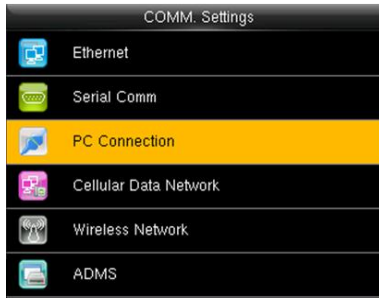 COMM. Settings
Ethernet
Serial Comm
PC Connection
Cellular Data Network
Wireless Network
ADMS